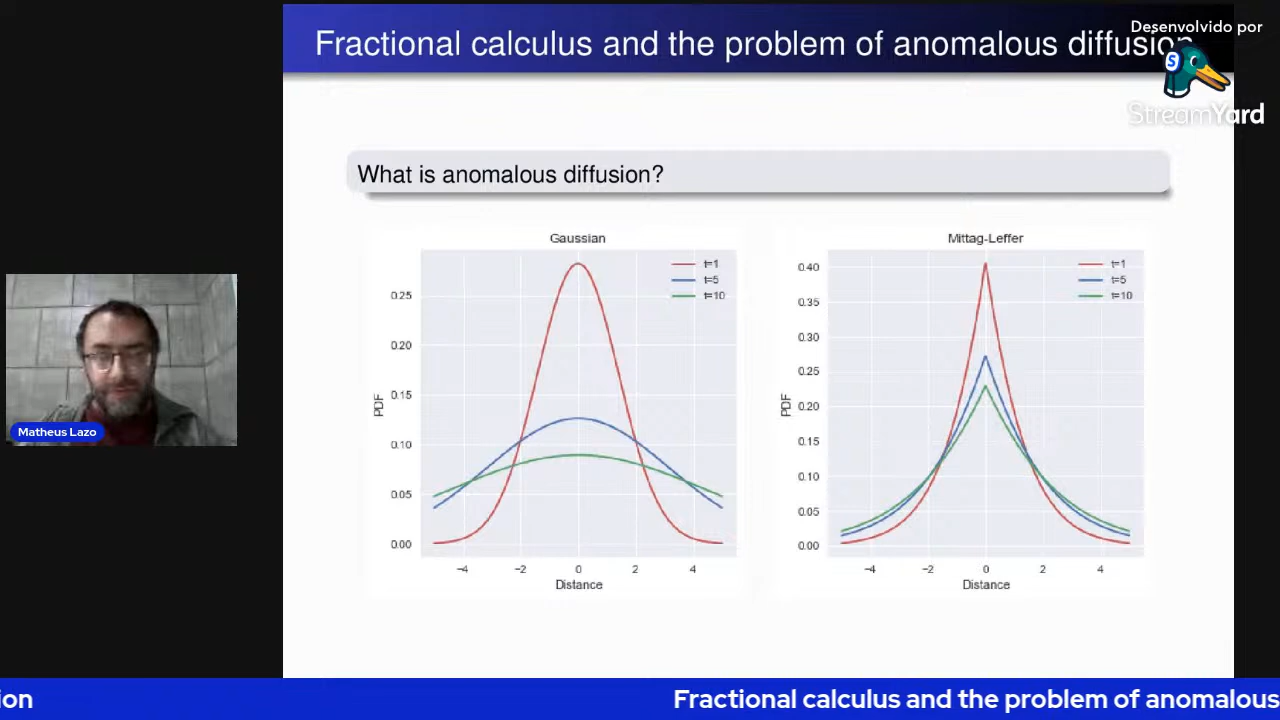 Fractional calculus and the problem of anomalous diffusion
Desenvolvido por
S
StreamYard
What is anomalous diffusion?
Gaussian
t=1
t=5
t=10
0.25
0.20
0.15
0.10
0.05
0.00
PDF
−4
−2
0
2
4
Distance
Mittag-Leffer
t=1
t=5
t=10
0.40
0.35
0.30
0.25
0.20
0.15
0.10
0.05
0.00
PDF
−4
−2
0
2
4
Distance
Matheus Lazo
ion
Fractional calculus and the problem of anomalous